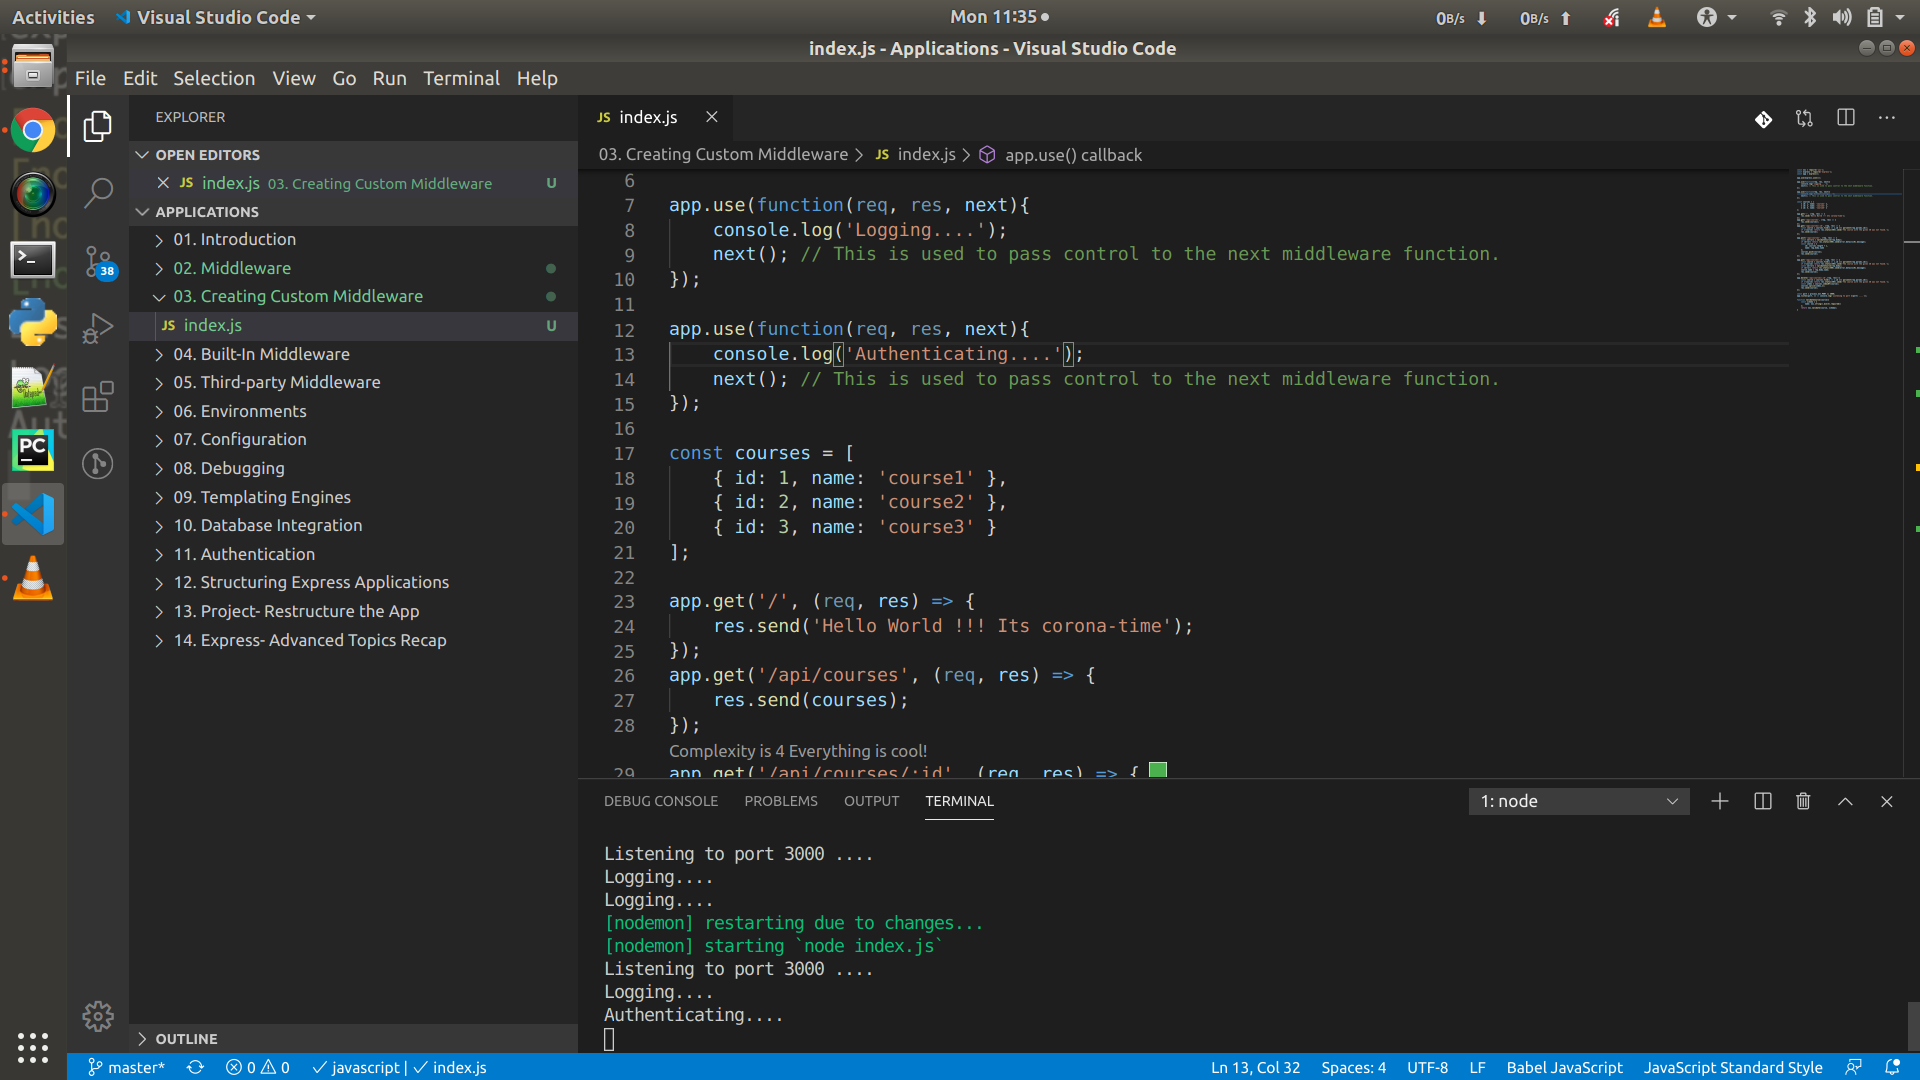 Activities Visual Studio Code Mon 11:35 0B/s 0B/s
index.js - Applications - Visual Studio Code
File Edit Selection View Go Run Terminal Help
EXPLORER
OPEN EDITORS
JS index.js 03. Creating Custom Middleware U
APPLICATIONS
01. Introduction
02. Middleware
38
03. Creating Custom Middleware
JS index.js U
04. Built-In Middleware
05. Third-party Middleware
06. Environments
07. Configuration
08. Debugging
09. Templating Engines
10. Database Integration
11. Authentication
12. Structuring Express Applications
13. Project- Restructure the App
14. Express- Advanced Topics Recap
OUTLINE
PC
JS index.js
03. Creating Custom Middleware > JS index.js > app.use() callback
6
7 app.use(function(req, res, next){
8 console.log('Logging....');
9 next(); // This is used to pass control to the next middleware function.
10 });
11
12 app.use(function(req, res, next){
13 console.log('Authenticating....');
14 next(); // This is used to pass control to the next middleware function.
15 });
16
17 const courses = [
18 { id: 1, name: 'course1' },
19 { id: 2, name: 'course2' },
20 { id: 3, name: 'course3' }
21 ];
22
23 app.get('/', (req, res) => {
24 res.send('Hello World !!! Its corona-time');
25 });
26 app.get('/api/courses', (req, res) => {
27 res.send(courses);
28 });
Complexity is 4 Everything is cool!
29 app.get('/api/courses/:id', (req, res) => {
DEBUG CONSOLE PROBLEMS OUTPUT TERMINAL 1: node
Listening to port 3000 ....
Logging....
Logging....
[nodemon] restarting due to changes...
[nodemon] starting `node index.js`
Listening to port 3000 ....
Logging....
Authenticating....
master* 0 0 javascript | index.js Ln 13, Col 32 Spaces: 4 UTF-8 LF Babel JavaScript JavaScript Standard Style